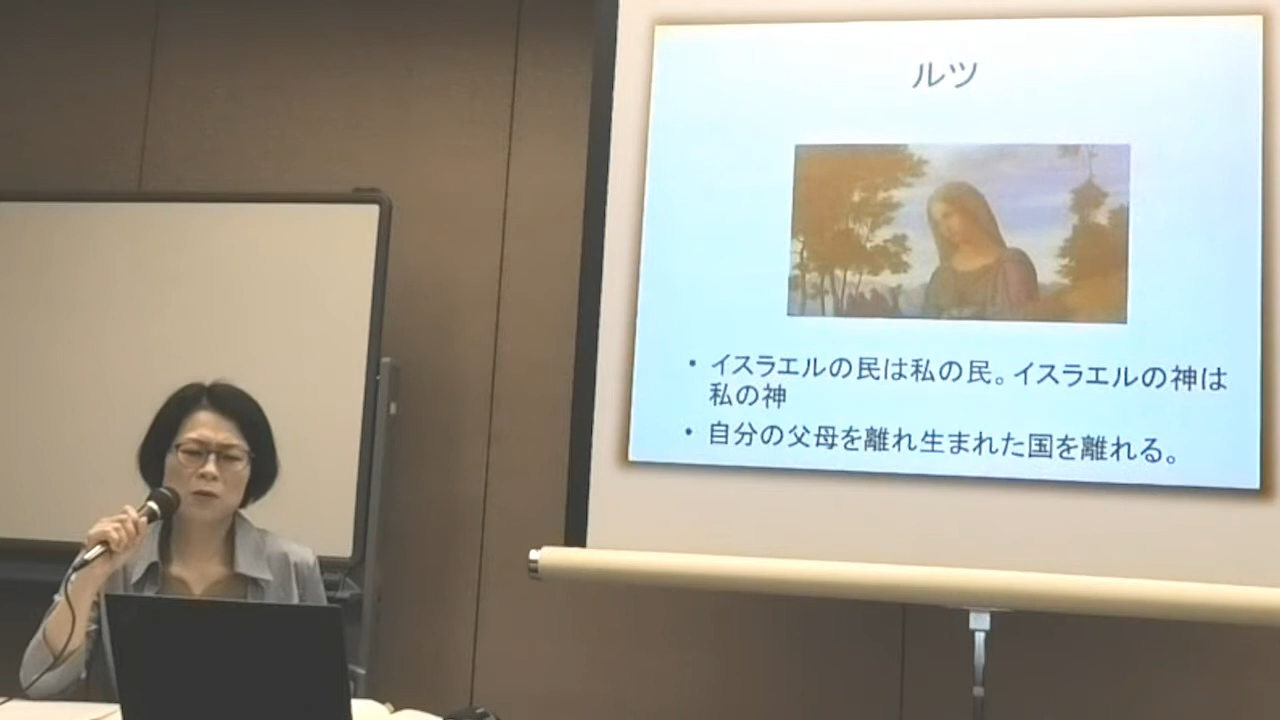 ルツ
• イスラエルの民は私の民。イスラエルの神は
私の神
• 自分の父母を離れ生まれた国を離れる。